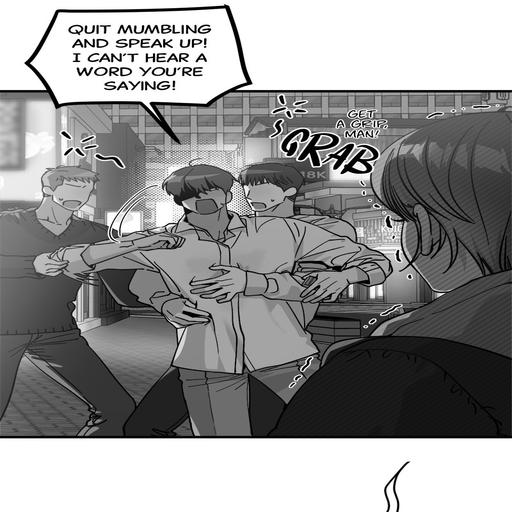 QUIT MUMBLING
AND SPEAK UP!
I CAN'T HEAR A
WORD YOU'RE
SAYING!
GET
A GRIP,
MAN!
GRAB
18K